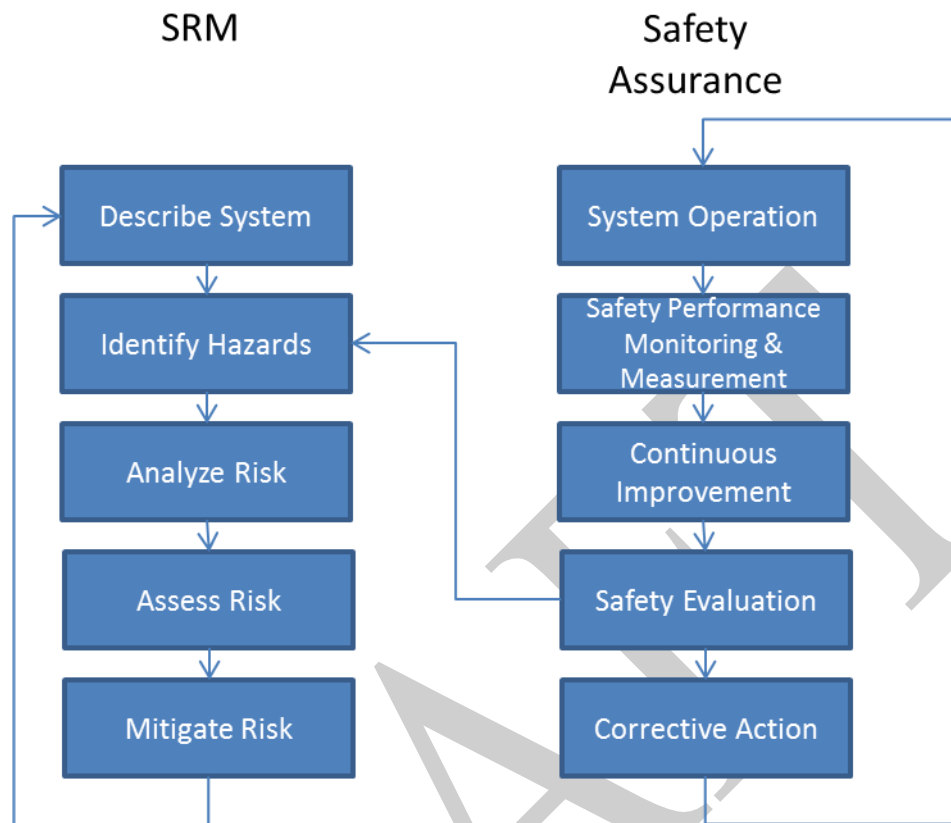 SRM
Safety
Assurance
Describe System
Identify Hazards
Analyze Risk
Assess Risk
Mitigate Risk
System Operation
Safety Performance
Monitoring &
Measurement
Continuous
Improvement
Safety Evaluation
Corrective Action